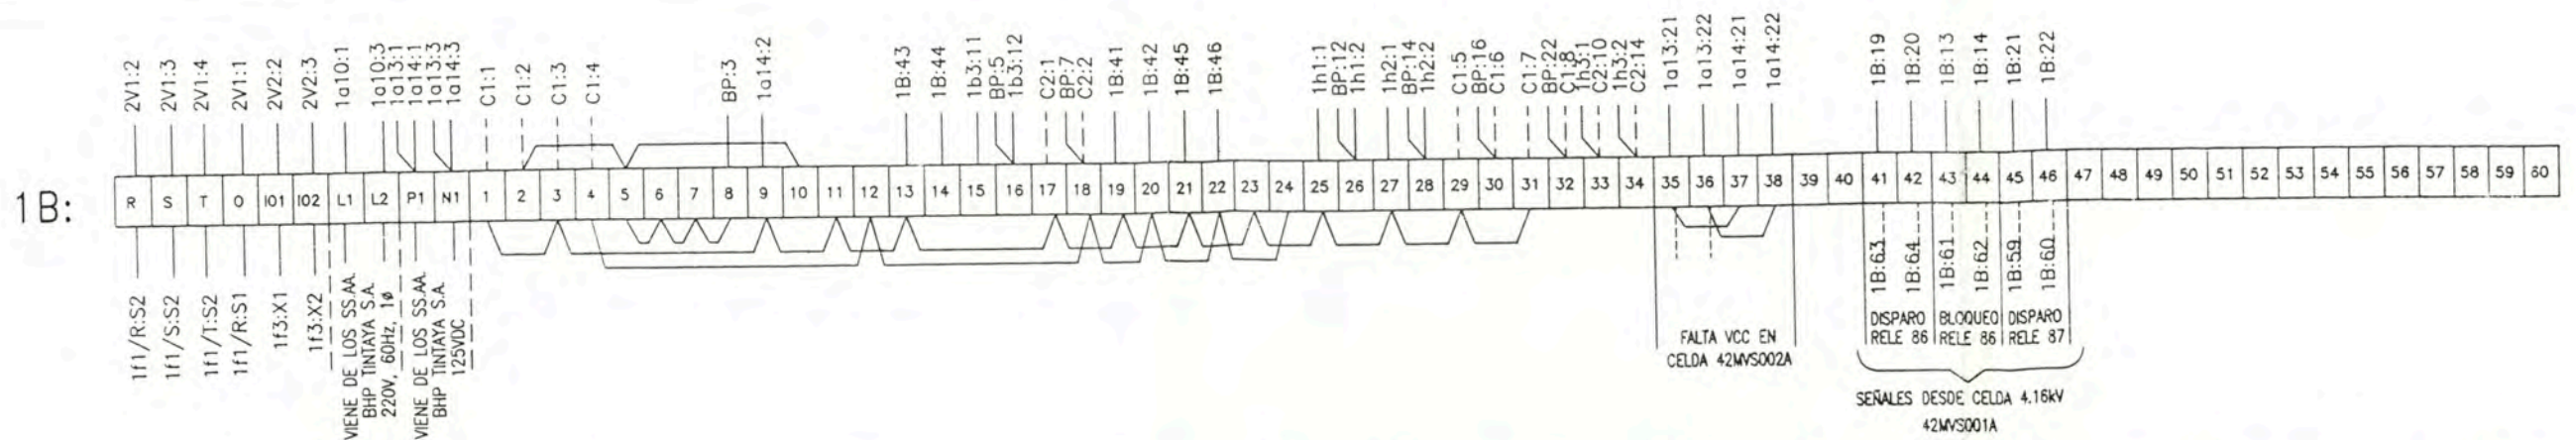 2V1:2
2V1:3
2V1:4
2V1:1
2V2:2
2V2:3
1a10:1
1a10:3
1a13:1
1a14:1
1a13:3
1a14:3
C1:1
C1:2
C1:3
C1:4
BP:3
1a14:2
1B:43
1B:44
1b3:11
BP:5
1b3:12
C2:1
BP:7
C2:2
1B:41
1B:42
1B:45
1B:46
1h1:1
BP:12
1h1:2
1h2:1
BP:14
1h2:2
C1:5
BP:16
C1:6
C1:7
BP:22
C1:8
1h3:1
C2:10
1h3:2
C2:14
1a13:21
1a13:22
1a14:21
1a14:22
1B:19
1B:20
1B:13
1B:14
1B:21
1B:22
1B:
R S T O IO1 IO2 L1 L2 P1 N1 1 2 3 4 5 6 7 8 9 10 11 12 13 14 15 16 17 18 19 20 21 22 23 24 25 26 27 28 29 30 31 32 33 34 35 36 37 38 39 40 41 42 43 44 45 46 47 48 49 50 51 52 53 54 55 56 57 58 59 60
1f1/R:S2
1f1/S:S2
1f1/T:S2
1f1/R:S1
1f3:X1
1f3:X2
VIENE DE LOS SS.AA.
BHP TINTAYA S.A.
220V, 60Hz, 1ø
VIENE DE LOS SS.AA.
BHP TINTAYA S.A.
125VDC
FALTA VCC EN
CELDA 42MVS002A
1B:63
1B:64
1B:61
1B:62
1B:59
1B:60
DISPARO
RELE 86
BLOQUEO
RELE 86
DISPARO
RELE 87
SEÑALES DESDE CELDA 4.16kV
42MVS001A